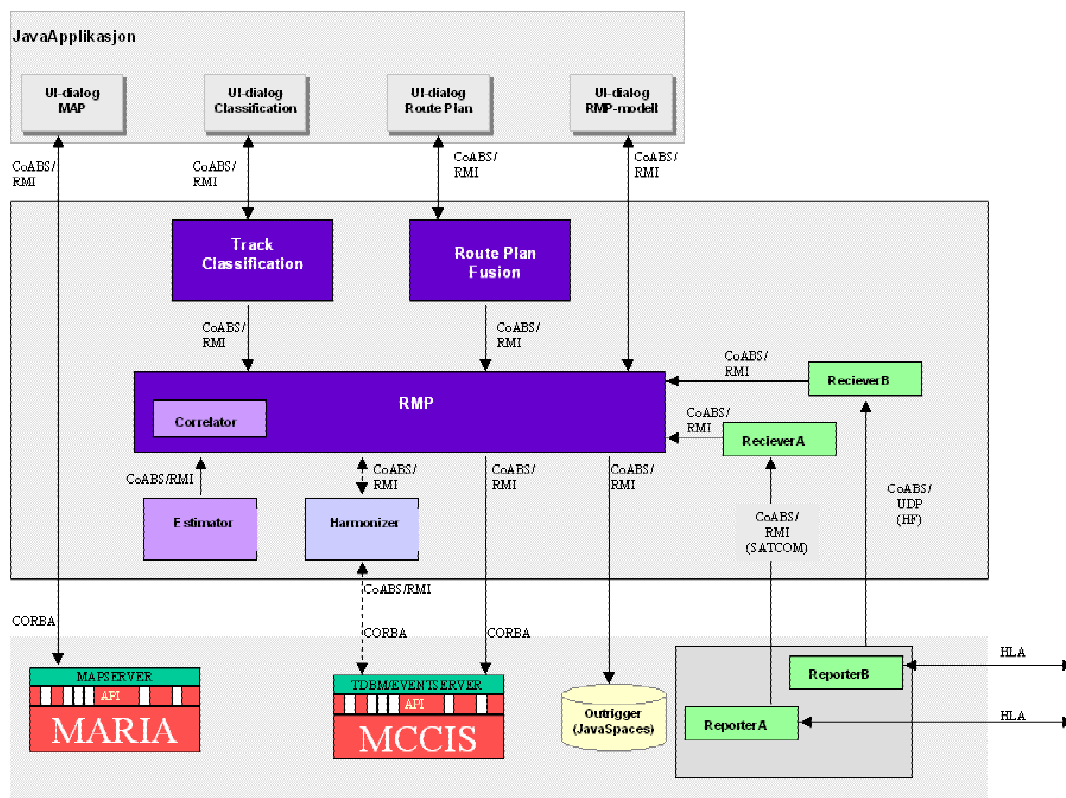 JavaApplikasjon
UI-dialog
MAP
UI-dialog
Classification
UI-dialog
Route Plan
UI-dialog
RMP-modell
CoABS/
RMI
CoABS/
RMI
CoABS/
RMI
CoABS/
RMI
Track
Classification
Route Plan
Fusion
CoABS/
RMI
CoABS/
RMI
CoABS/
RMI
RecieverB
RMP
Correlator
CoABS/
RMI
RecieverA
CoABS/RMI
CoABS/
RMI
CoABS/
RMI
CoABS/
RMI
CoABS/
UDP
(HF)
Estimator
Harmonizer
CoABS/
RMI
(SATCOM)
CoABS/RMI
CORBA
CORBA
CORBA
HLA
MAPSERVER
API
MARIA
TDBM/EVENTSERVER
API
MCCIS
Outrigger
(JavaSpaces)
ReporterB
ReporterA
HLA